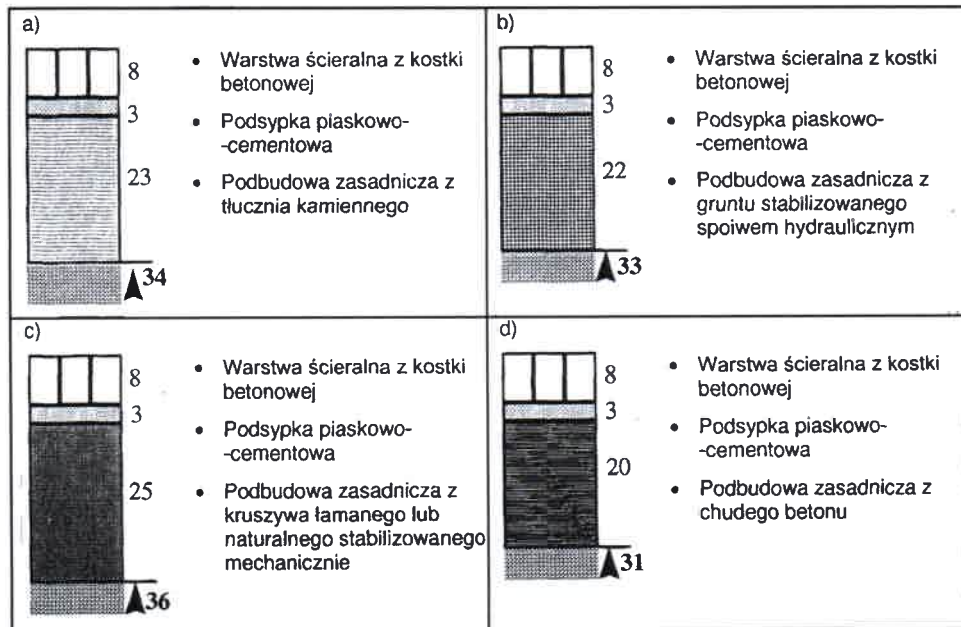 a)
8
3
23
34
• Warstwa ścieralna z kostki
betonowej
• Podsypka piaskowo-
-cementowa
• Podbudowa zasadnicza z
tłucznia kamiennego
b)
8
3
22
33
• Warstwa ścieralna z kostki
betonowej
• Podsypka piaskowo-
-cementowa
• Podbudowa zasadnicza z
gruntu stabilizowanego
spoiwem hydraulicznym
c)
8
3
25
36
• Warstwa ścieralna z kostki
betonowej
• Podsypka piaskowo-
-cementowa
• Podbudowa zasadnicza z
kruszywa łamanego lub
naturalnego stabilizowanego
mechanicznie
d)
8
3
20
31
• Warstwa ścieralna z kostki
betonowej
• Podsypka piaskowo-
-cementowa
• Podbudowa zasadnicza z
chudego betonu